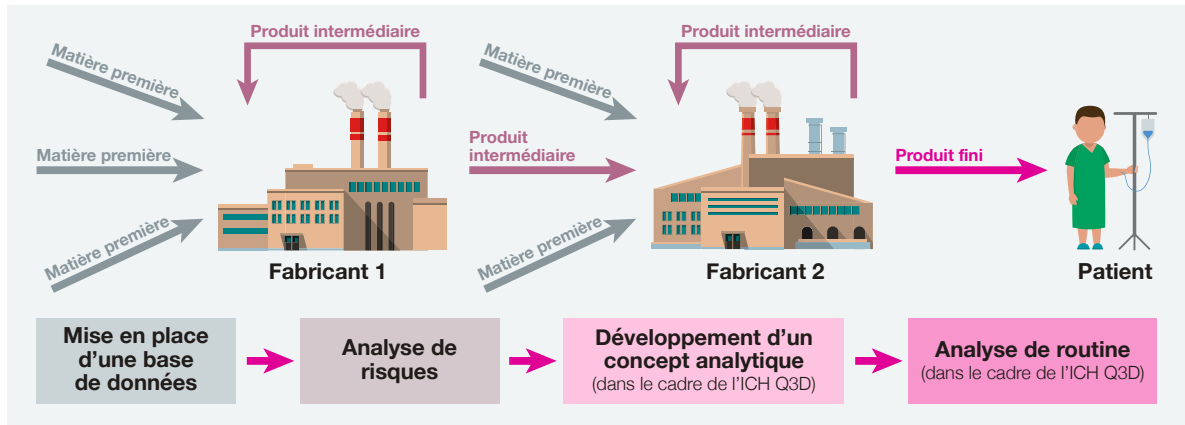 Produit intermédiaire
Produit intermédiaire
Matière première
Matière première
Matière première
Produit
intermédiaire
Matière première
Produit fini
Matière première
Fabricant 1
Matière première
Fabricant 2
Patient
Mise en place
d'une base
de données
Analyse de
risques
Développement d'un
concept analytique
(dans le cadre de l'ICH Q3D)
Analyse de routine
(dans le cadre de l'ICH Q3D)